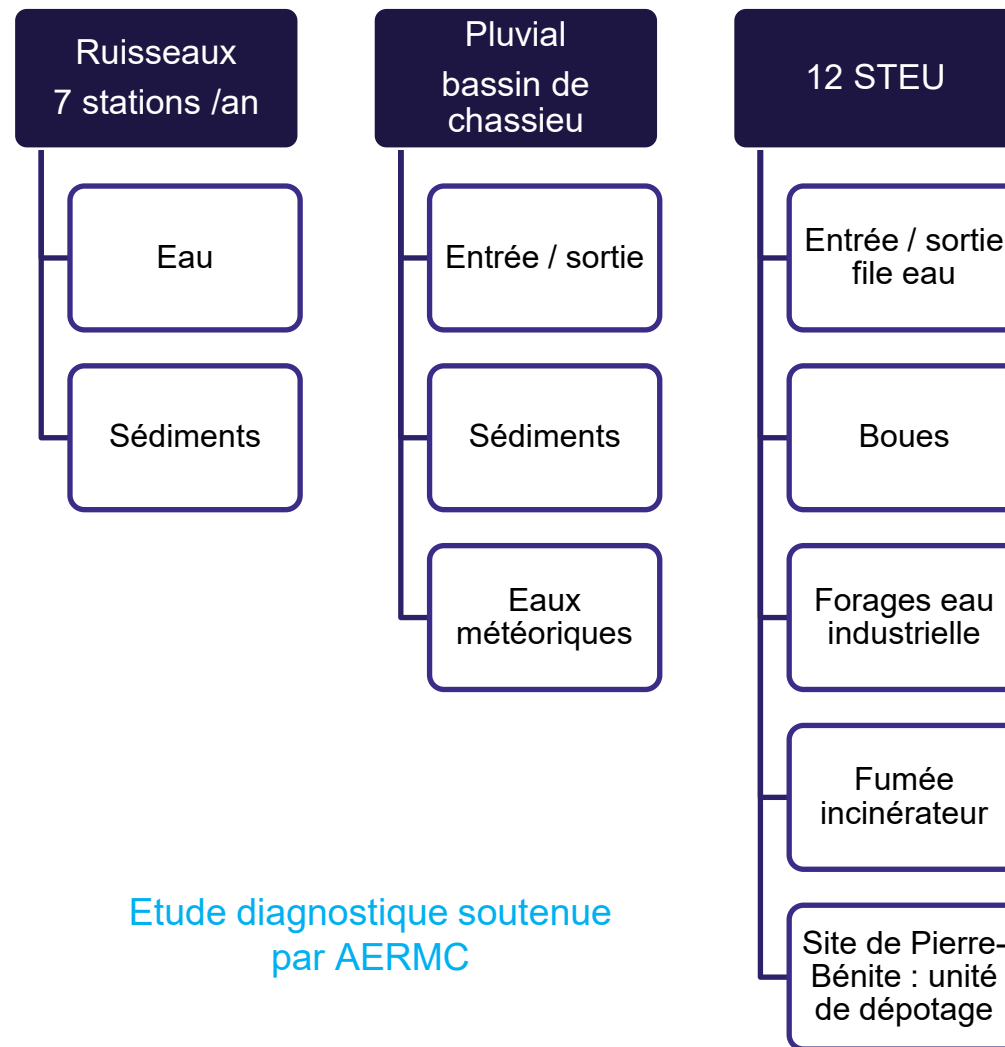 Ruisseaux
7 stations /an
Eau
Sédiments
Pluvial
bassin de
chassieu
Entrée / sortie
Sédiments
Eaux
météoriques
12 STEU
Entrée / sortie
file eau
Boues
Forages eau
industrielle
Fumée
incinérateur
Site de Pierre-
Bénite : unité
de dépotage
Etude diagnostique soutenue
par AERMC